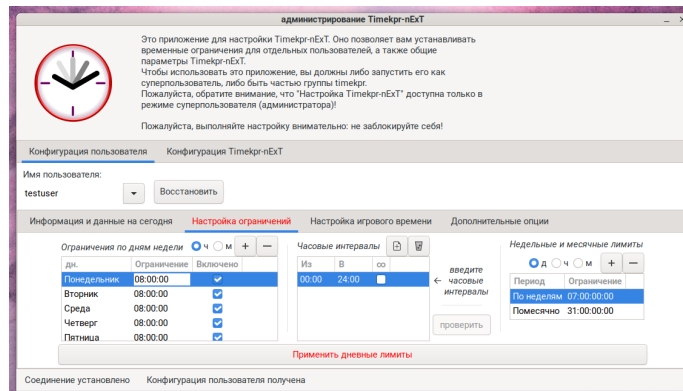 администрирование Timekpr-nExT
Это приложение для настройки Timekpr-nExT. Оно позволяет вам устанавливать
временные ограничения для отдельных пользователей, а также общие
параметры Timekpr-nExT.
Чтобы использовать это приложение, вы должны либо запустить его как
суперпользователь, либо быть частью группы timekpr.
Пожалуйста, обратите внимание, что "Настройка Timekpr-nExT" доступна только в
режиме суперпользователя (администратора)!
Пожалуйста, выполняйте настройку внимательно: не заблокируйте себя!
Конфигурация пользователя Конфигурация Timekpr-nExT
Имя пользователя:
testuser Восстановить
Информация и данные на сегодня Настройка ограничений Настройка игрового времени Дополнительные опции
Ограничения по дням недели ч м + —
дн. Ограничение Включено
Понедельник 08:00:00
Вторник 08:00:00
Среда 08:00:00
Четверг 08:00:00
Пятница 08:00:00
Часовые интервалы
Из В ∞
00:00 24:00
введите
← часовые
интервалы
проверить
Недельные и месячные лимиты
д ч м + —
Период Ограничение
По неделям 07:00:00:00
Помесячно 31:00:00:00
Применить дневные лимиты
Соединение установлено Конфигурация пользователя получена